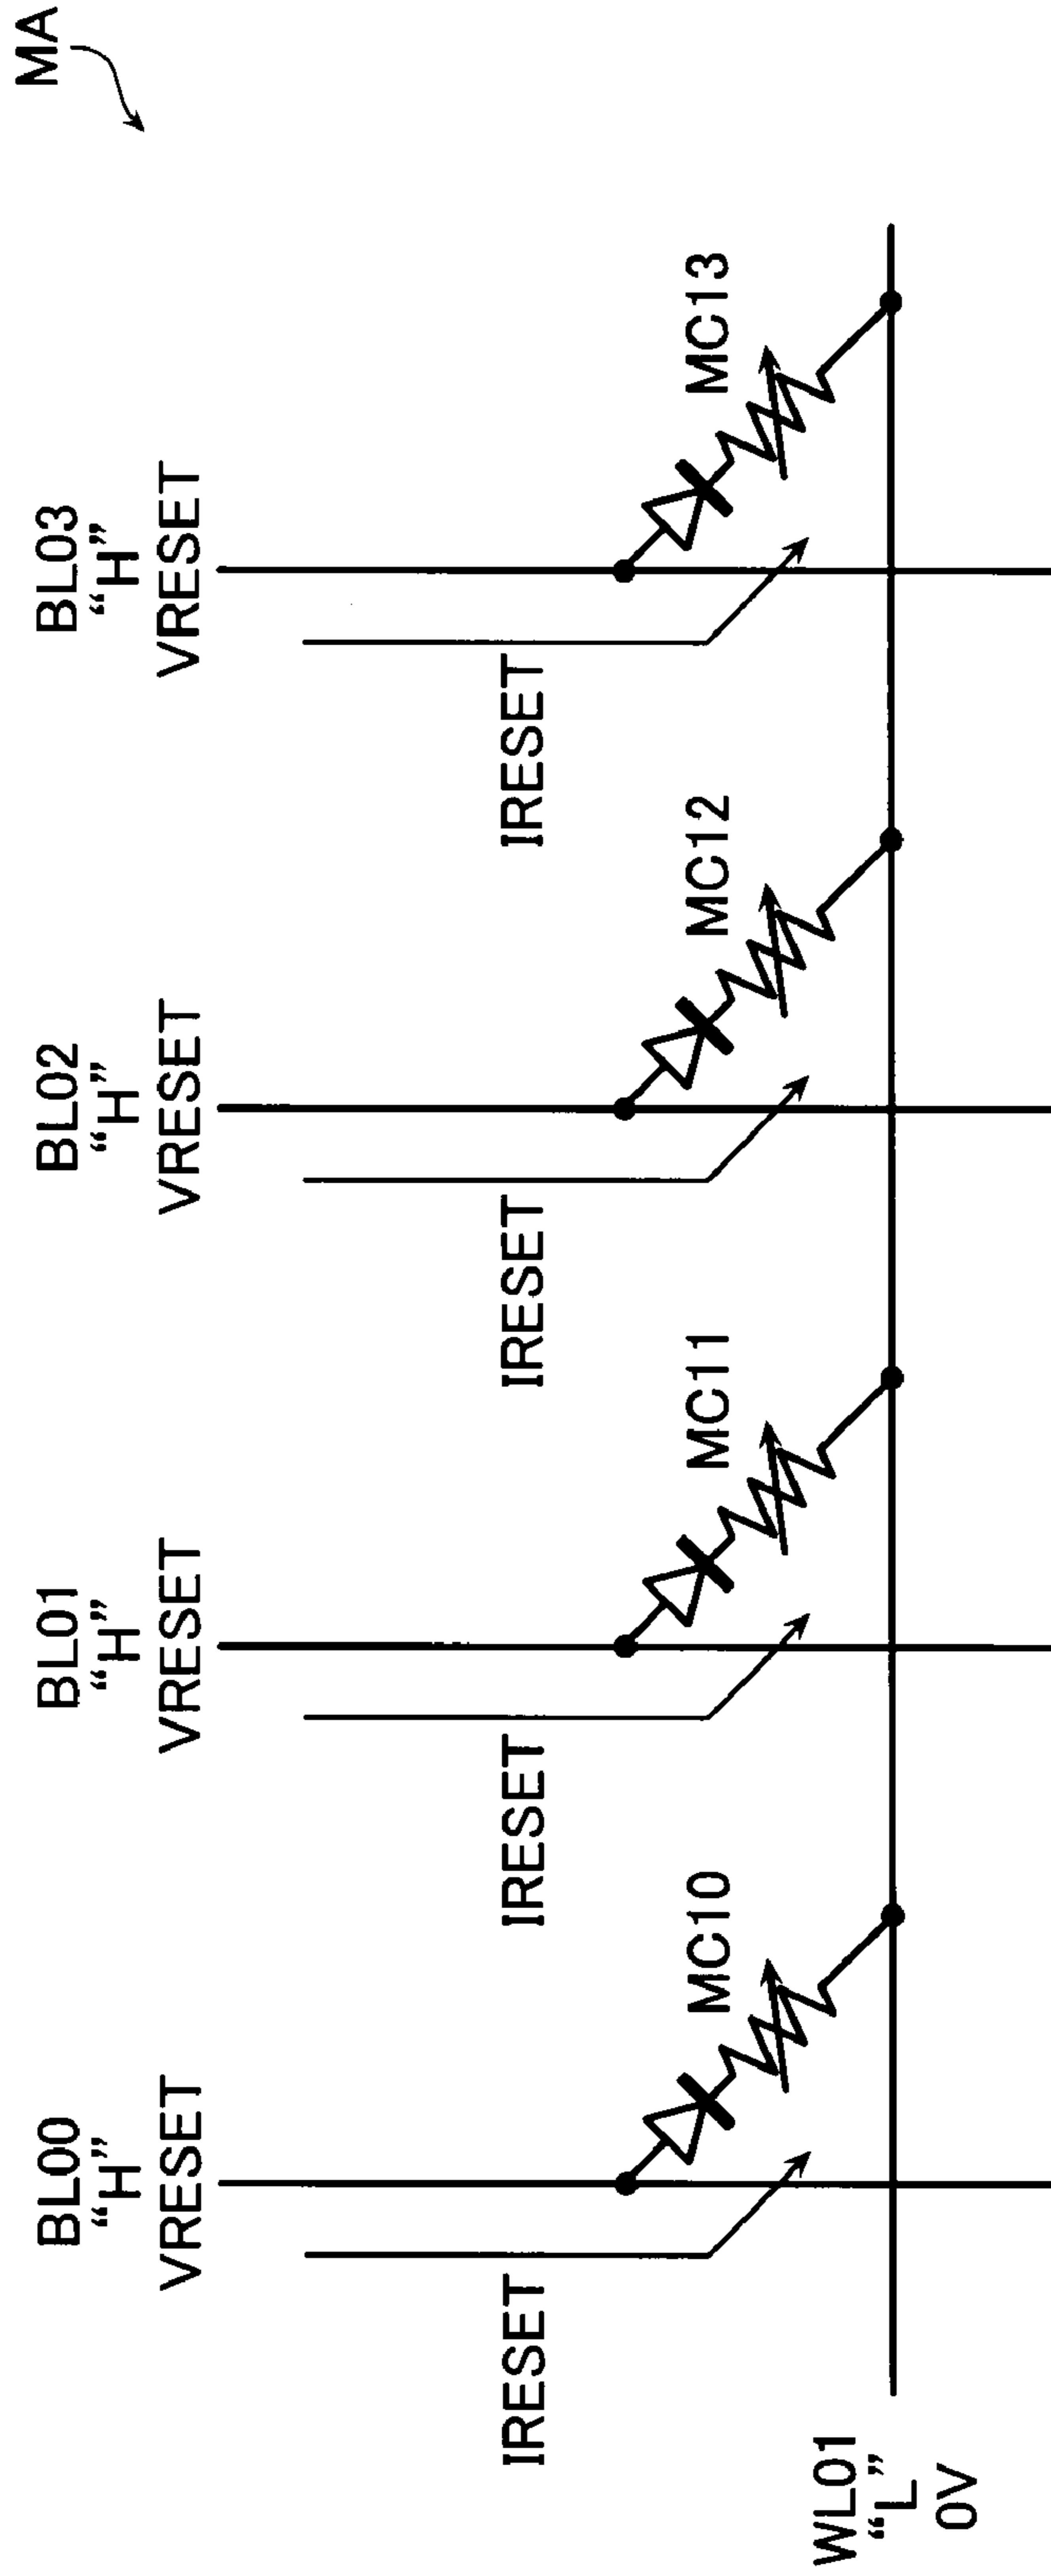 MA
BL00
“H”
VRESET
BL01
“H”
VRESET
BL02
“H”
VRESET
BL03
“H”
VRESET
IRESET
IRESET
IRESET
IRESET
MC10
MC11
MC12
MC13
WL01
“L”
0V